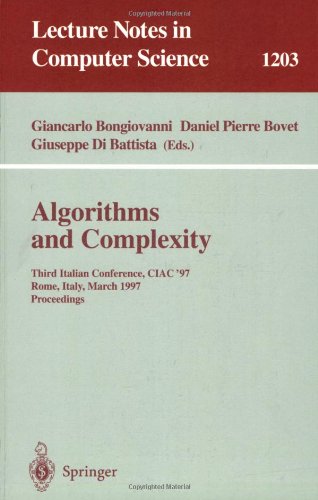 Lecture Notes in
Computer Science 1203
Giancarlo Bongiovanni Daniel Pierre Bovet
Giuseppe Di Battista (Eds.)
Algorithms
and Complexity
Third Italian Conference, CIAC '97
Rome, Italy, March 1997
Proceedings
Springer